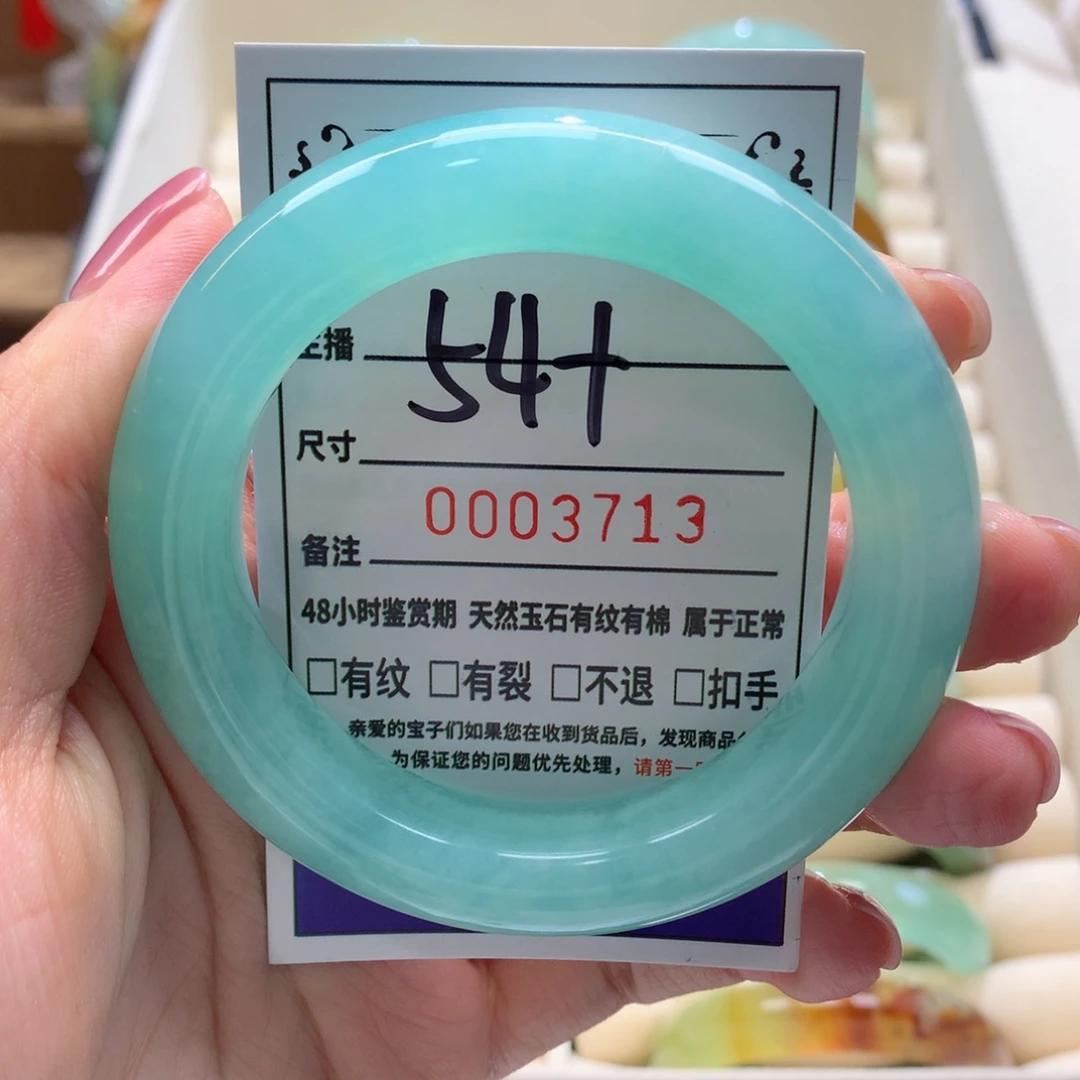 主播
54+
尺寸
0003713
备注
48小时鉴赏期 天然玉石有纹有棉 属于正常
□有纹 □有裂 □不退 □扣手
亲爱的宝子们如果您在收到货品后，发现商品
为保证您的问题优先处理，请第一